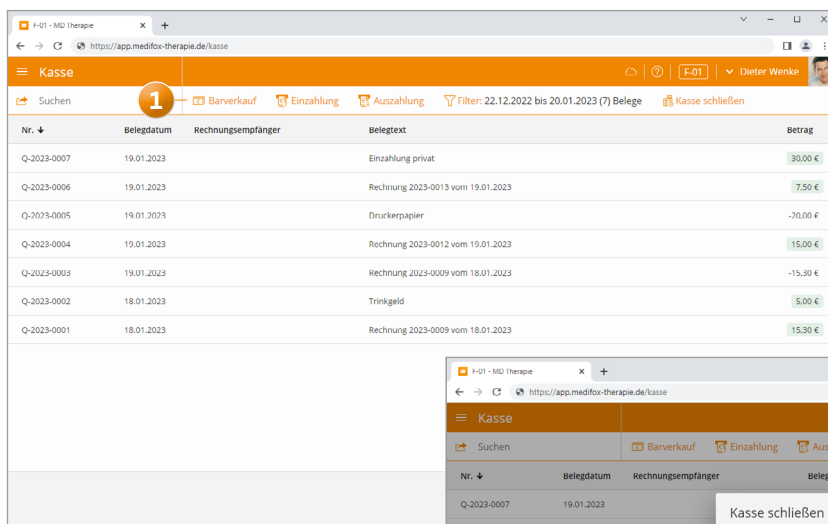 F-01 - MD Therapie
https://app.medifox-therapie.de/kasse
Kasse
F-01
Dieter Wenke
Suchen
1
Barverkauf
Einzahlung
Auszahlung
Filter: 22.12.2022 bis 20.01.2023 (7) Belege
Kasse schließen
Nr. Belegdatum Rechnungsempfänger Belegtext Betrag
Q-2023-0007 19.01.2023 Einzahlung privat 30,00 €
Q-2023-0006 19.01.2023 Rechnung 2023-0013 vom 19.01.2023 7,50 €
Q-2023-0005 19.01.2023 Druckerpapier -20,00 €
Q-2023-0004 19.01.2023 Rechnung 2023-0012 vom 19.01.2023 15,00 €
Q-2023-0003 19.01.2023 Rechnung 2023-0009 vom 18.01.2023 -15,30 €
Q-2023-0002 18.01.2023 Trinkgeld 5,00 €
Q-2023-0001 18.01.2023 Rechnung 2023-0009 vom 18.01.2023 15,30 €
F-01 - MD Therapie
https://app.medifox-therapie.de/kasse
Kasse
Suchen
Barverkauf
Einzahlung
Aus
Nr. Belegdatum Rechnungsempfänger Beleg
Q-2023-0007 19.01.2023
Kasse schließen